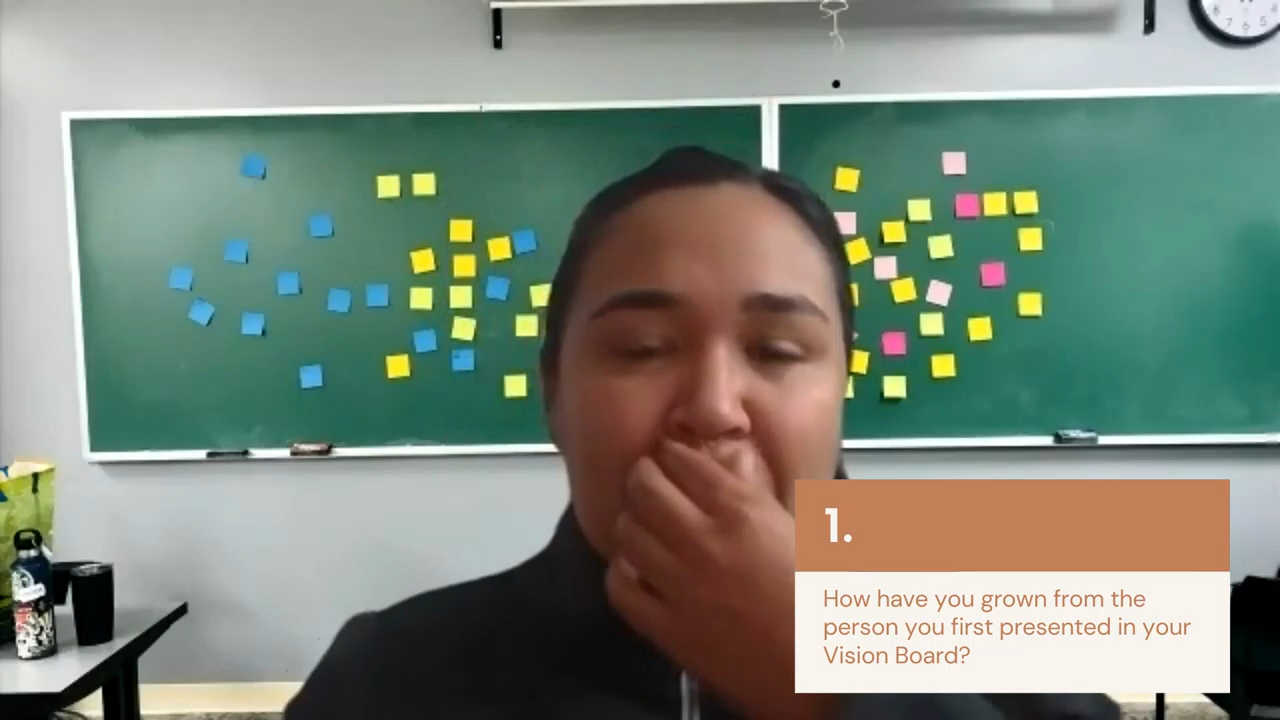 1.
How have you grown from the
person you first presented in your
Vision Board?